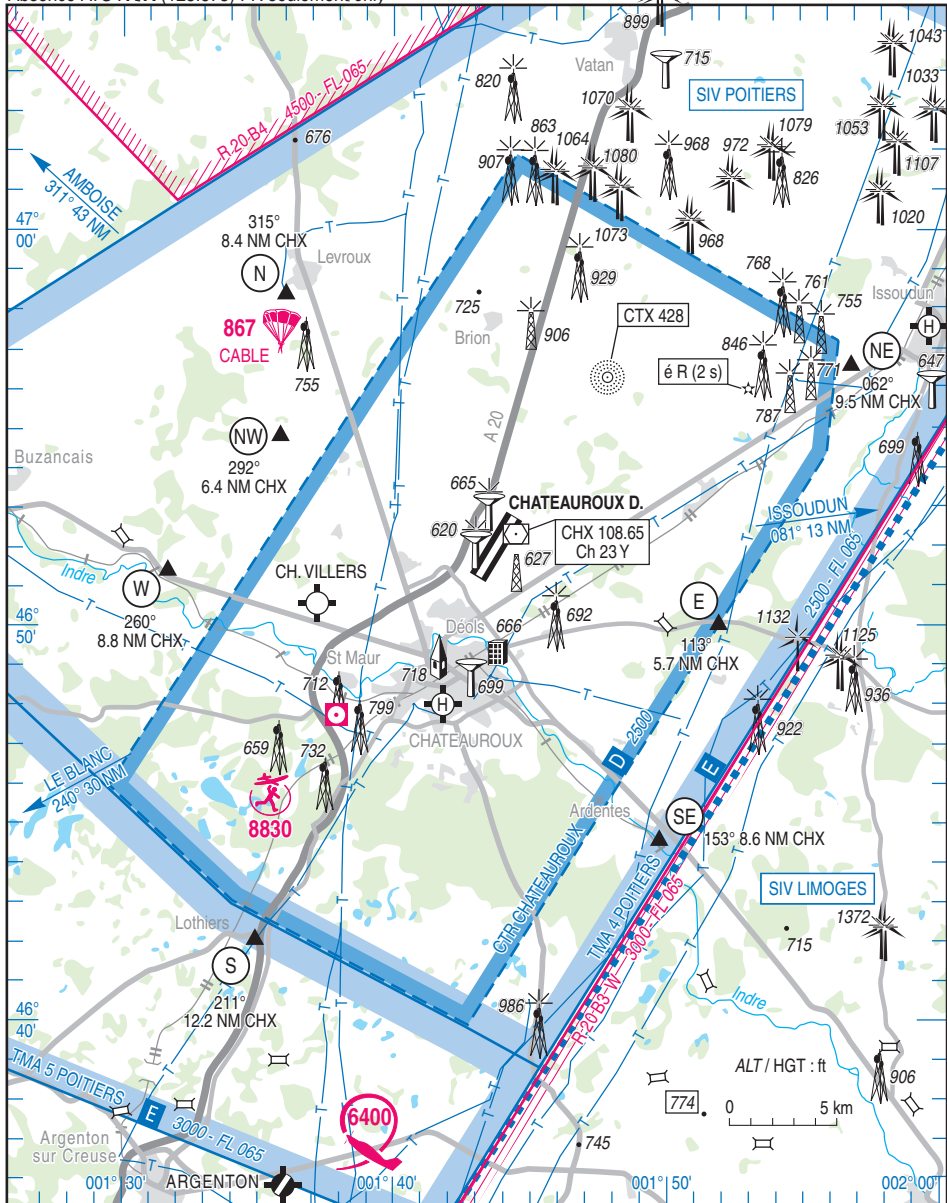 899
1043
Vatan
715
820
1033
SIV POITIERS
1070
R 20 B4 4500 - FL 065
676
863
1064
1079
1053
907
1080
968
972
1107
826
AMBOISE
311° 43 NM
1020
47°
00'
315°
8.4 NM CHX
1073
968
N
Levroux
929
768
761
755
Issoudun
725
H
867
CABLE
Brion
906
CTX 428
846
NE
755
é R (2 s)
771
647
062°
9.5 NM CHX
787
A 20
NW
292°
6.4 NM CHX
Buzancais
699
665
CHATEAUROUX D.
620
CHX 108.65
Ch 23 Y
ISSOUDUN
081° 13 NM
627
2500 - FL 065
Indre
CH. VILLERS
W
260°
8.8 NM CHX
692
E
46°
50'
1132
Déols
666
113°
5.7 NM CHX
1125
St Maur
718
699
712
799
936
H
922
659
732
CHATEAUROUX
D 2500
E
LE BLANC
240° 30 NM
8830
Ardentes
SE
153° 8.6 NM CHX
CTR CHATEAUROUX
TMA 4 POITIERS
R 20 B3 W 3000 - FL 065
SIV LIMOGES
Lothiers
1372
715
S
211°
12.2 NM CHX
Indre
986
46°
40'
TMA 5 POITIERS
E
3000 - FL 065
ALT / HGT : ft
906
774
0 5 km
6400
745
Argenton
sur Creuse
ARGENTON
001° 30'
001° 40'
001° 50'
002° 00'